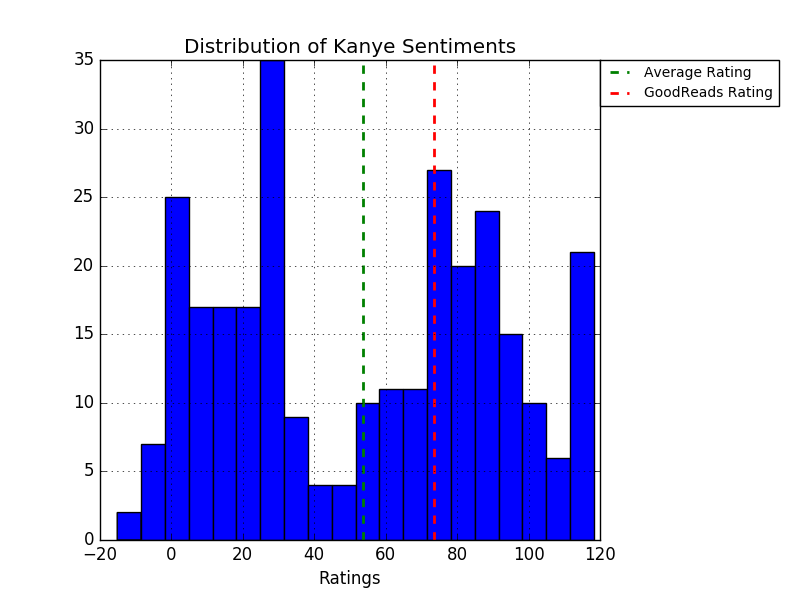 Distribution of Kanye Sentiments
35
30
25
20
15
10
5
0
−20 0 20 40 60 80 100 120
Ratings
Average Rating
GoodReads Rating